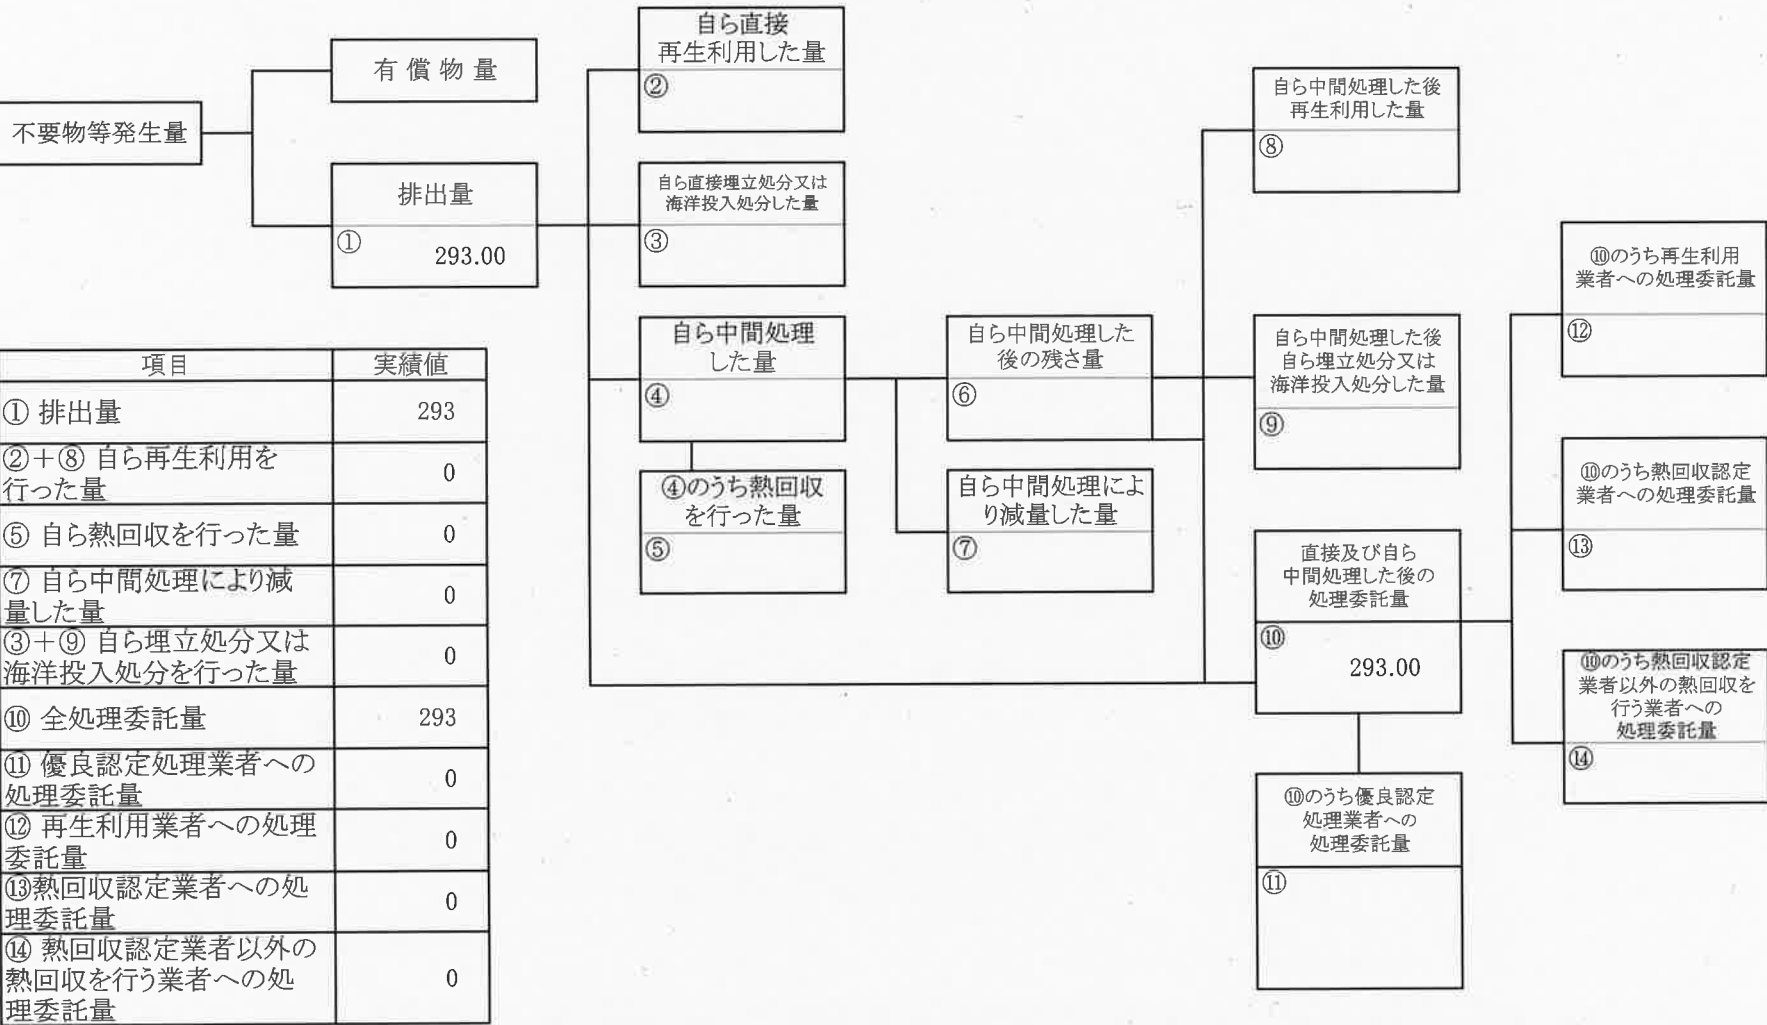 不要物等発生量
有 償 物 量
排出量
①
293.00
自ら直接
再生利用した量
②
自ら直接埋立処分又は
海洋投入処分した量
③
自ら中間処理
した量
④
④のうち熱回収
を行った量
⑤
自ら中間処理した
後の残さ量
⑥
自ら中間処理によ
り減量した量
⑦
自ら中間処理した後
再生利用した量
⑧
自ら中間処理した後
自ら埋立処分又は
海洋投入処分した量
⑨
直接及び自ら
中間処理した後の
処理委託量
⑩
293.00
⑩のうち優良認定
処理業者への
処理委託量
⑪
⑩のうち再生利用
業者への処理委託量
⑫
⑩のうち熱回収認定
業者への処理委託量
⑬
⑩のうち熱回収認定
業者以外の熱回収を
行う業者への
処理委託量
⑭
項目 実績値
① 排出量 293
②＋⑧ 自ら再生利用を
行った量 0
⑤ 自ら熱回収を行った量 0
⑦ 自ら中間処理により減
量した量 0
③＋⑨ 自ら埋立処分又は
海洋投入処分を行った量 0
⑩ 全処理委託量 293
⑪ 優良認定処理業者への
処理委託量 0
⑫ 再生利用業者への処理
委託量 0
⑬熱回収認定業者への処
理委託量 0
⑭ 熱回収認定業者以外の
熱回収を行う業者への処
理委託量 0